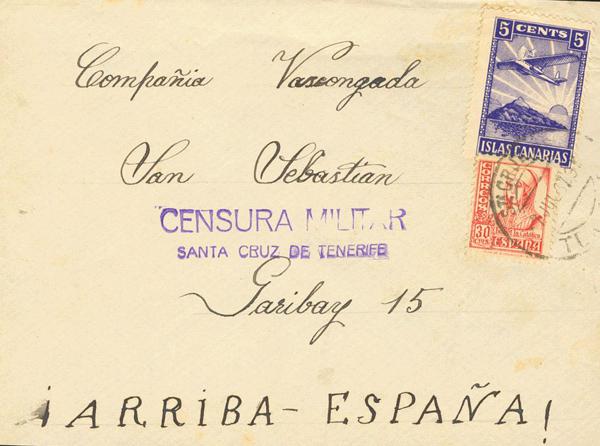 5 CENTS 5
ISLAS CANARIAS
Compañia Vascongada
San Sebastian
CORREOS
30
ESPAÑA
CENSURA MILITAR
SANTA CRUZ DE TENERIFE
Garibay 15
¡ARRIBA-ESPAÑA!